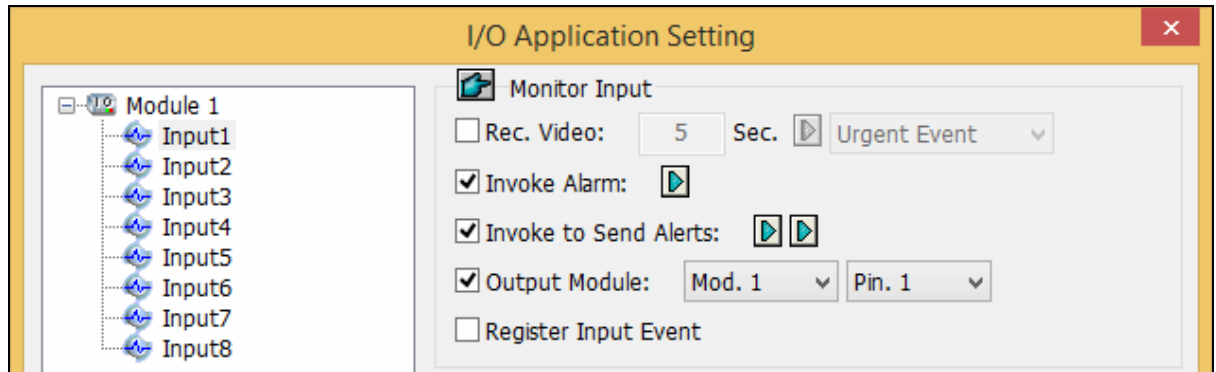 I/O Application Setting
Module 1
Input1
Input2
Input3
Input4
Input5
Input6
Input7
Input8
Monitor Input
Rec. Video: 5 Sec. Urgent Event
Invoke Alarm:
Invoke to Send Alerts:
Output Module: Mod. 1 Pin. 1
Register Input Event